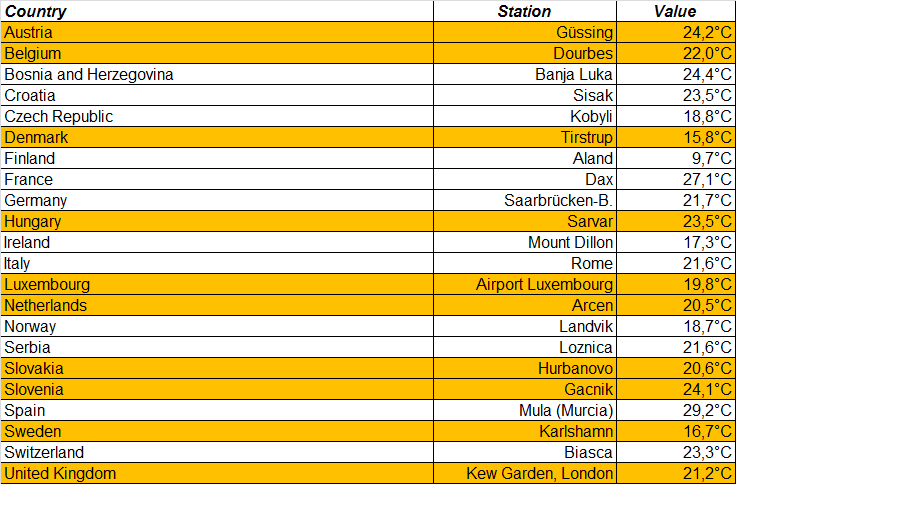 Country Station Value
Austria Güssing 24,2°C
Belgium Dourbes 22,0°C
Bosnia and Herzegovina Banja Luka 24,4°C
Croatia Sisak 23,5°C
Czech Republic Kobyli 18,8°C
Denmark Tirstrup 15,8°C
Finland Aland 9,7°C
France Dax 27,1°C
Germany Saarbrücken-B. 21,7°C
Hungary Sarvar 23,5°C
Ireland Mount Dillon 17,3°C
Italy Rome 21,6°C
Luxembourg Airport Luxembourg 19,8°C
Netherlands Arcen 20,5°C
Norway Landvik 18,7°C
Serbia Loznica 21,6°C
Slovakia Hurbanovo 20,6°C
Slovenia Gacnik 24,1°C
Spain Mula (Murcia) 29,2°C
Sweden Karlshamn 16,7°C
Switzerland Biasca 23,3°C
United Kingdom Kew Garden, London 21,2°C